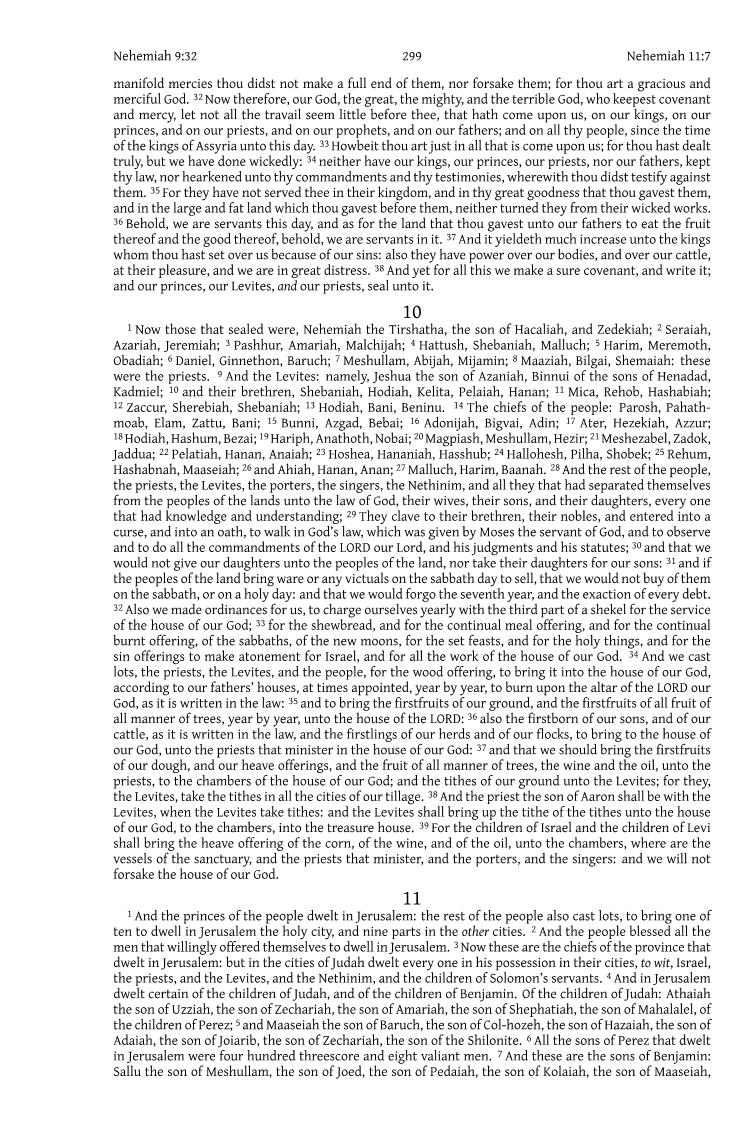 Nehemiah 9:32 299 Nehemiah 11:7
manifold mercies thou didst not make a full end of them, nor forsake them; for thou art a gracious and
merciful God. 32 Now therefore, our God, the great, the mighty, and the terrible God, who keepest covenant
and mercy, let not all the travail seem little before thee, that hath come upon us, on our kings, on our
princes, and on our priests, and on our prophets, and on our fathers; and on all thy people, since the time
of the kings of Assyria unto this day. 33 Howbeit thou art just in all that is come upon us; for thou hast dealt
truly, but we have done wickedly: 34 neither have our kings, our princes, our priests, nor our fathers, kept
thy law, nor hearkened unto thy commandments and thy testimonies, wherewith thou didst testify against
them. 35 For they have not served thee in their kingdom, and in thy great goodness that thou gavest them,
and in the large and fat land which thou gavest before them, neither turned they from their wicked works.
36 Behold, we are servants this day, and as for the land that thou gavest unto our fathers to eat the fruit
thereof and the good thereof, behold, we are servants in it. 37 And it yieldeth much increase unto the kings
whom thou hast set over us because of our sins: also they have power over our bodies, and over our cattle,
at their pleasure, and we are in great distress. 38 And yet for all this we make a sure covenant, and write it;
and our princes, our Levites, and our priests, seal unto it.
10
1 Now those that sealed were, Nehemiah the Tirshatha, the son of Hacaliah, and Zedekiah; 2 Seraiah,
Azariah, Jeremiah; 3 Pashhur, Amariah, Malchijah; 4 Hattush, Shebaniah, Malluch; 5 Harim, Meremoth,
Obadiah; 6 Daniel, Ginnethon, Baruch; 7 Meshullam, Abijah, Mijamin; 8 Maaziah, Bilgai, Shemaiah: these
were the priests. 9 And the Levites: namely, Jeshua the son of Azaniah, Binnui of the sons of Henadad,
Kadmiel; 10 and their brethren, Shebaniah, Hodiah, Kelita, Pelaiah, Hanan; 11 Mica, Rehob, Hashabiah;
12 Zaccur, Sherebiah, Shebaniah; 13 Hodiah, Bani, Beninu. 14 The chiefs of the people: Parosh, Pahath-
moab, Elam, Zattu, Bani; 15 Bunni, Azgad, Bebai; 16 Adonijah, Bigvai, Adin; 17 Ater, Hezekiah, Azzur;
18 Hodiah, Hashum, Bezai; 19 Hariph, Anathoth, Nobai; 20 Magpiash, Meshullam, Hezir; 21 Meshezabel, Zadok,
Jaddua; 22 Pelatiah, Hanan, Anaiah; 23 Hoshea, Hananiah, Hasshub; 24 Hallohesh, Pilha, Shobek; 25 Rehum,
Hashabnah, Maaseiah; 26 and Ahiah, Hanan, Anan; 27 Malluch, Harim, Baanah. 28 And the rest of the people,
the priests, the Levites, the porters, the singers, the Nethinim, and all they that had separated themselves
from the peoples of the lands unto the law of God, their wives, their sons, and their daughters, every one
that had knowledge and understanding; 29 They clave to their brethren, their nobles, and entered into a
curse, and into an oath, to walk in God's law, which was given by Moses the servant of God, and to observe
and to do all the commandments of the LORD our Lord, and his judgments and his statutes; 30 and that we
would not give our daughters unto the peoples of the land, nor take their daughters for our sons: 31 and if
the peoples of the land bring ware or any victuals on the sabbath day to sell, that we would not buy of them
on the sabbath, or on a holy day: and that we would forgo the seventh year, and the exaction of every debt.
32 Also we made ordinances for us, to charge ourselves yearly with the third part of a shekel for the service
of the house of our God; 33 for the shewbread, and for the continual meal offering, and for the continual
burnt offering, of the sabbaths, of the new moons, for the set feasts, and for the holy things, and for the
sin offerings to make atonement for Israel, and for all the work of the house of our God. 34 And we cast
lots, the priests, the Levites, and the people, for the wood offering, to bring it into the house of our God,
according to our fathers' houses, at times appointed, year by year, to burn upon the altar of the LORD our
God, as it is written in the law: 35 and to bring the firstfruits of our ground, and the firstfruits of all fruit of
all manner of trees, year by year, unto the house of the LORD: 36 also the firstborn of our sons, and of our
cattle, as it is written in the law, and the firstlings of our herds and of our flocks, to bring to the house of
our God, unto the priests that minister in the house of our God: 37 and that we should bring the firstfruits
of our dough, and our heave offerings, and the fruit of all manner of trees, the wine and the oil, unto the
priests, to the chambers of the house of our God; and the tithes of our ground unto the Levites; for they,
the Levites, take the tithes in all the cities of our tillage. 38 And the priest the son of Aaron shall be with the
Levites, when the Levites take tithes: and the Levites shall bring up the tithe of the tithes unto the house
of our God, to the chambers, into the treasure house. 39 For the children of Israel and the children of Levi
shall bring the heave offering of the corn, of the wine, and of the oil, unto the chambers, where are the
vessels of the sanctuary, and the priests that minister, and the porters, and the singers: and we will not
forsake the house of our God.
11
1 And the princes of the people dwelt in Jerusalem: the rest of the people also cast lots, to bring one of
ten to dwell in Jerusalem the holy city, and nine parts in the other cities. 2 And the people blessed all the
men that willingly offered themselves to dwell in Jerusalem. 3 Now these are the chiefs of the province that
dwelt in Jerusalem: but in the cities of Judah dwelt every one in his possession in their cities, to wit, Israel,
the priests, and the Levites, and the Nethinim, and the children of Solomon's servants. 4 And in Jerusalem
dwelt certain of the children of Judah, and of the children of Benjamin. Of the children of Judah: Athaiah
the son of Uzziah, the son of Zechariah, the son of Amariah, the son of Shephatiah, the son of Mahalalel, of
the children of Perez; 5 and Maaseiah the son of Baruch, the son of Col-hozeh, the son of Hazaiah, the son of
Adaiah, the son of Joiarib, the son of Zechariah, the son of the Shilonite. 6 All the sons of Perez that dwelt
in Jerusalem were four hundred threescore and eight valiant men. 7 And these are the sons of Benjamin:
Sallu the son of Meshullam, the son of Joed, the son of Pedaiah, the son of Kolaiah, the son of Maaseiah,